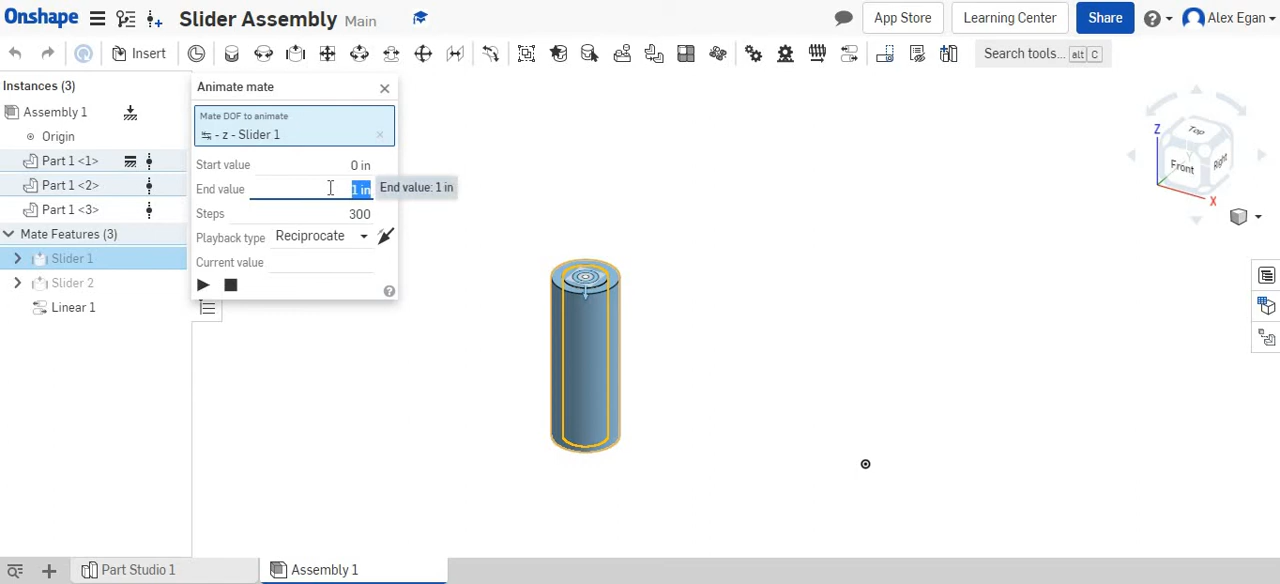 Onshape
Slider Assembly Main
App Store
Learning Center
Share
Alex Egan
Insert
Search tools... alt C
Instances (3)
Assembly 1
Origin
Part 1 <1>
Part 1 <2>
Part 1 <3>
Mate Features (3)
Slider 1
Slider 2
Linear 1
Animate mate
Mate DOF to animate
- z - Slider 1
Start value 0 in
End value 1 in
End value: 1 in
Steps 300
Playback type Reciprocate
Current value
Z
Top
Front
Right
X
Part Studio 1
Assembly 1